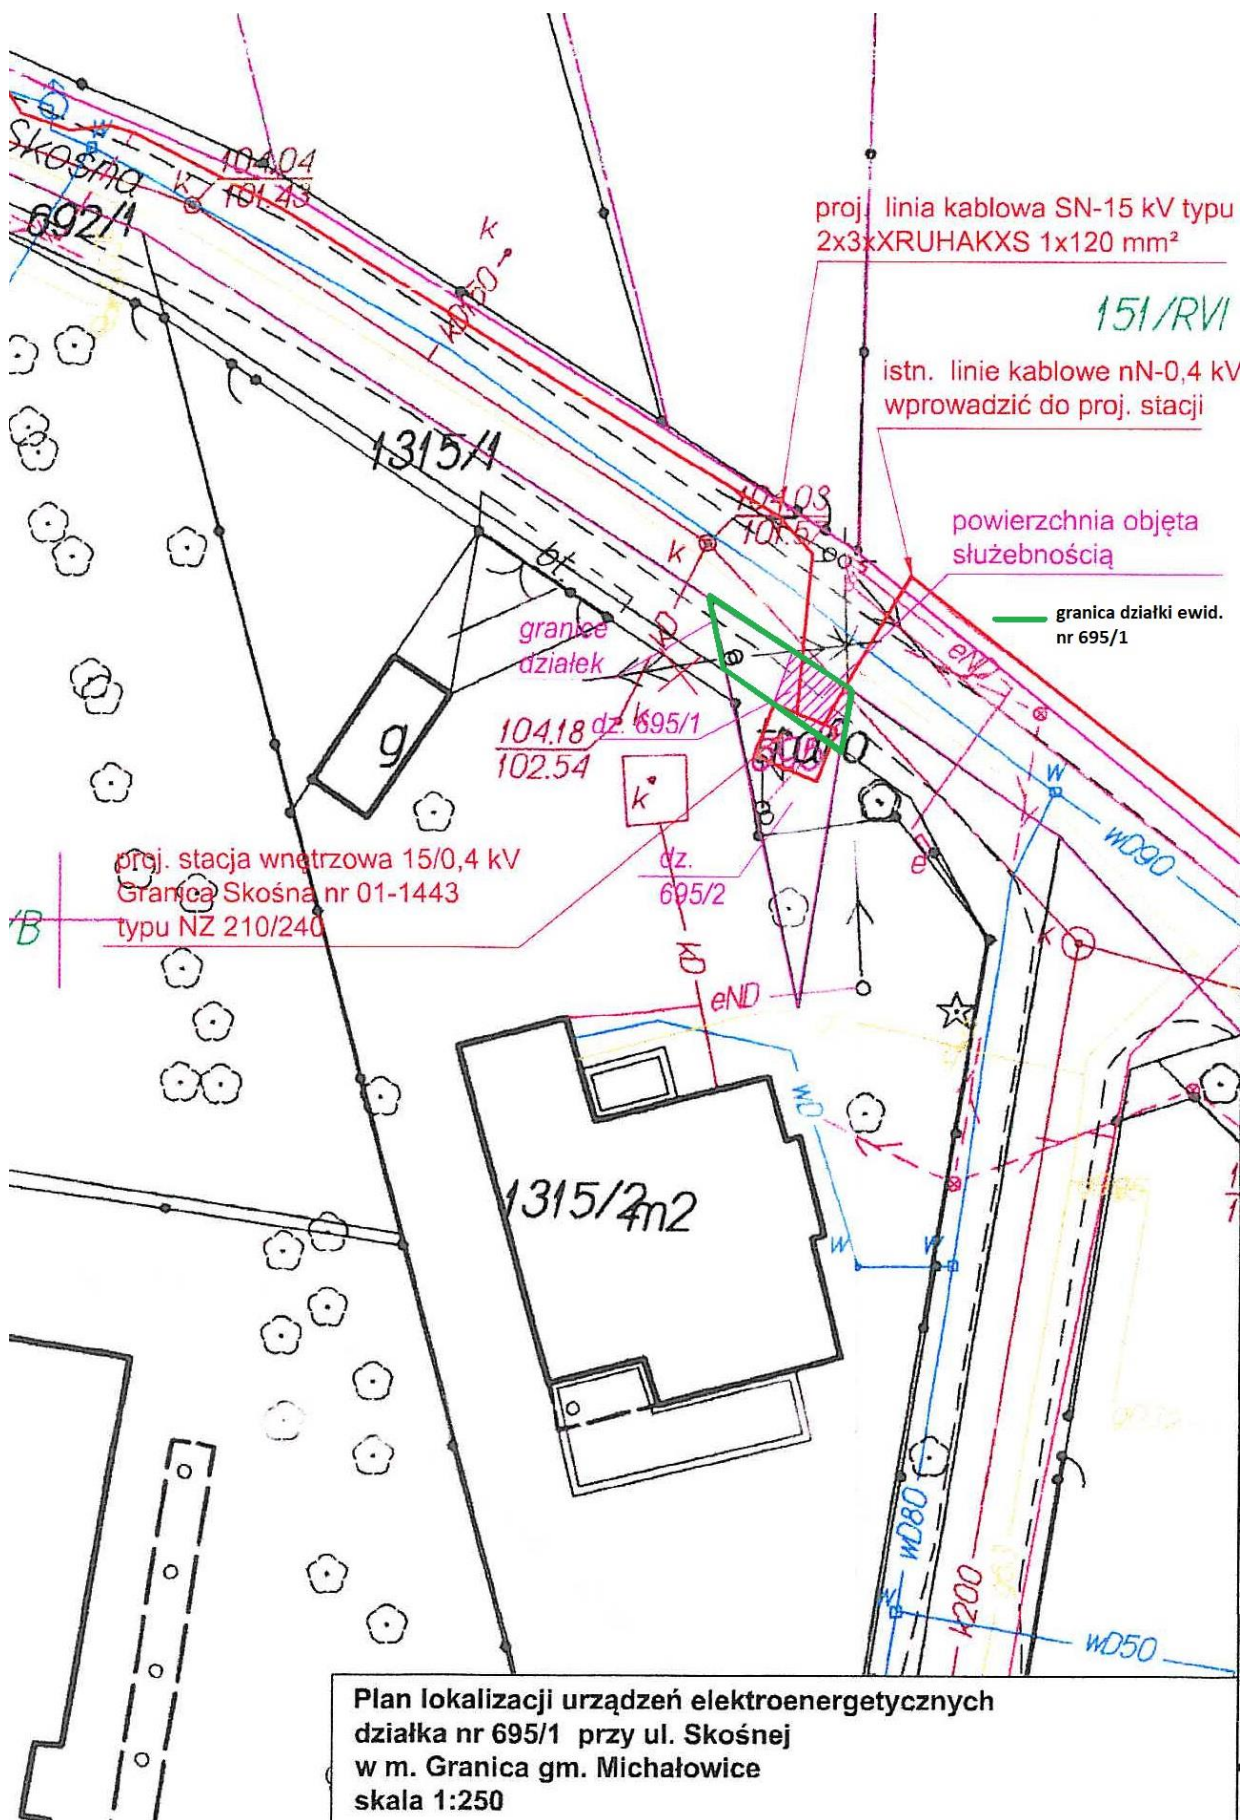 Skośna
692/1
w
k
104.04
101.43
k
kD150
proj. linia kablowa SN-15 kV typu
2x3xXRUHAKXS 1x120 mm²
151/RVI
istn. linie kablowe nN-0,4 kV
wprowadzić do proj. stacji
1315/1
104.03
101.57
k
powierzchnia objęta
służebnością
bt.
kD
granice
działek
granica działki ewid.
nr 695/1
eND
k
104.18
102.54
dz. 695/1
g
k
w
wD90
e
proj. stacja wnętrzowa 15/0,4 kV
Granica Skośna nr 01-1443
typu NZ 210/240
dz.
695/2
/B
k
kD
eND
wD
1315/2
m2
w
w
wD80
k200
w
wD50
Plan lokalizacji urządzeń elektroenergetycznych
działka nr 695/1 przy ul. Skośnej
w m. Granica gm. Michałowice
skala 1:250